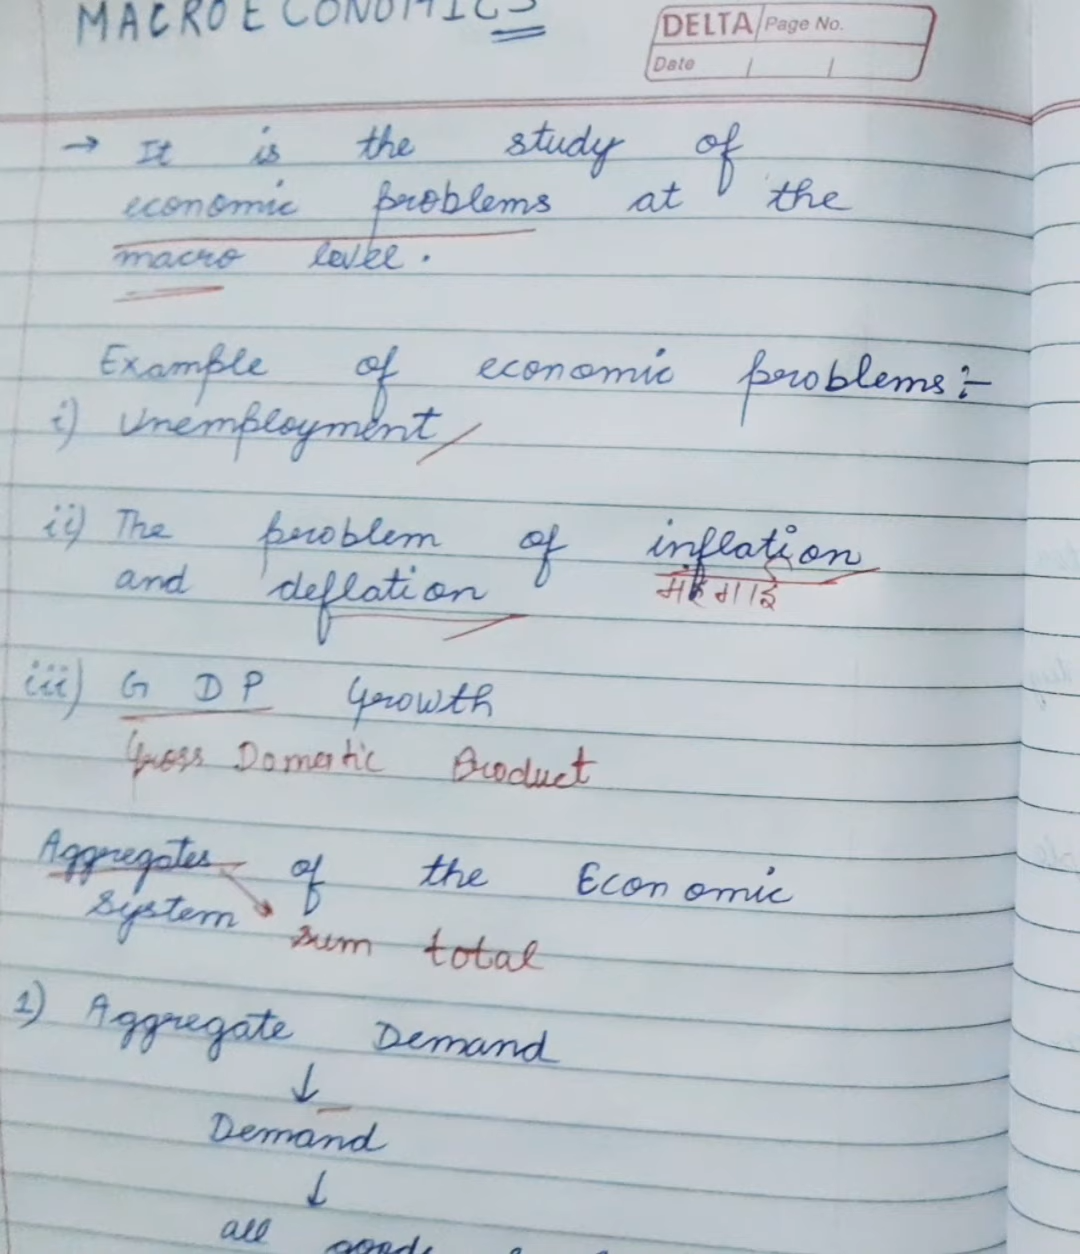 MACROECONOMICS
DELTA Page No.
Date
→ It is the study of
economic problems at the
macro level.
Example of economic problems:-
i) Unemployment
ii) The problem of inflation
and deflation महंगाई
iii) G D P Growth
Gross Domestic Product
Aggregates of the Economic
System sum total
1) Aggregate Demand
↓
Demand
↓
all goods